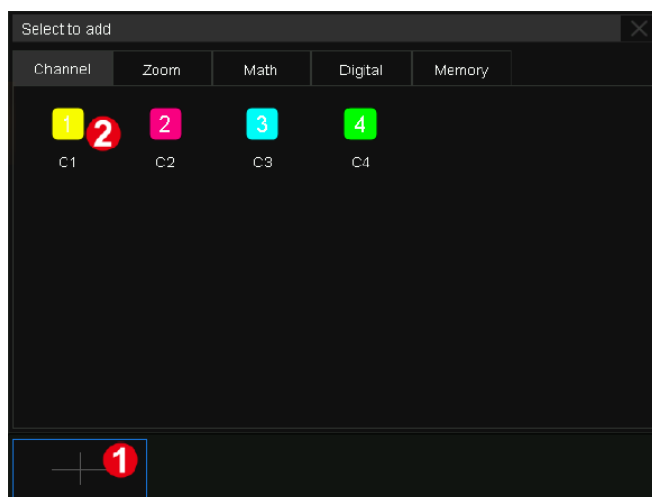 Select to add
Channel Zoom Math Digital Memory
1 2 2 3 4
C1 C2 C3 C4
1